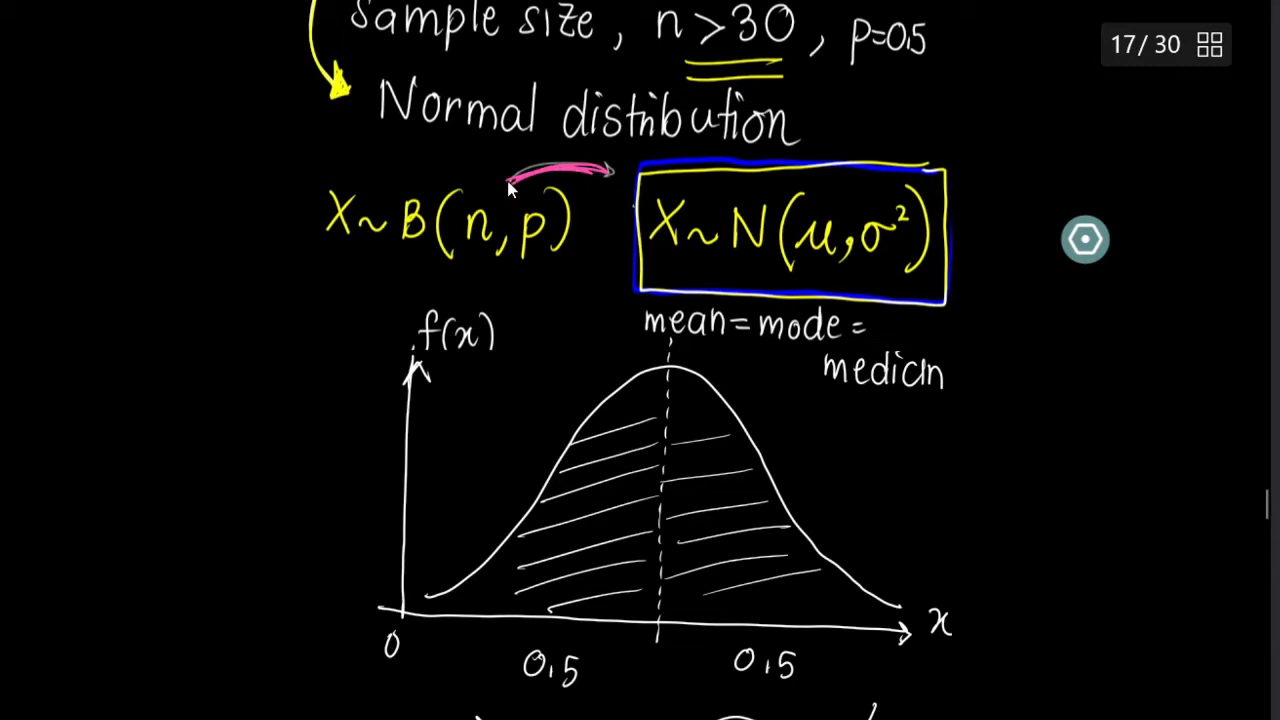 Sample size, n > 30, p=0.5
17/ 30
Normal distribution
X~B(n,p)
X~N(μ,σ²)
f(x)
mean = mode =
median
x
0
0.5
0.5